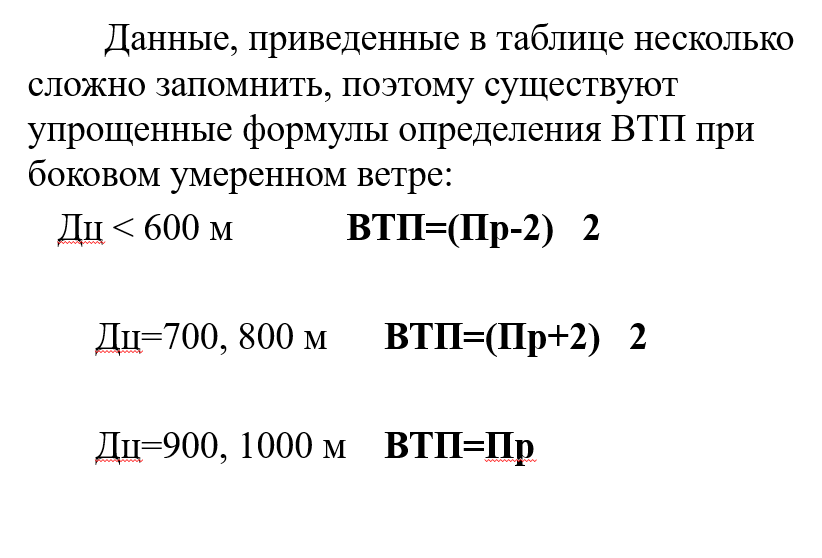 Данные, приведенные в таблице несколько
сложно запомнить, поэтому существуют
упрощенные формулы определения ВТП при
боковом умеренном ветре:
Дц < 600 м ВТП=(Пр-2) 2
Дц=700, 800 м ВТП=(Пр+2) 2
Дц=900, 1000 м ВТП=Пр